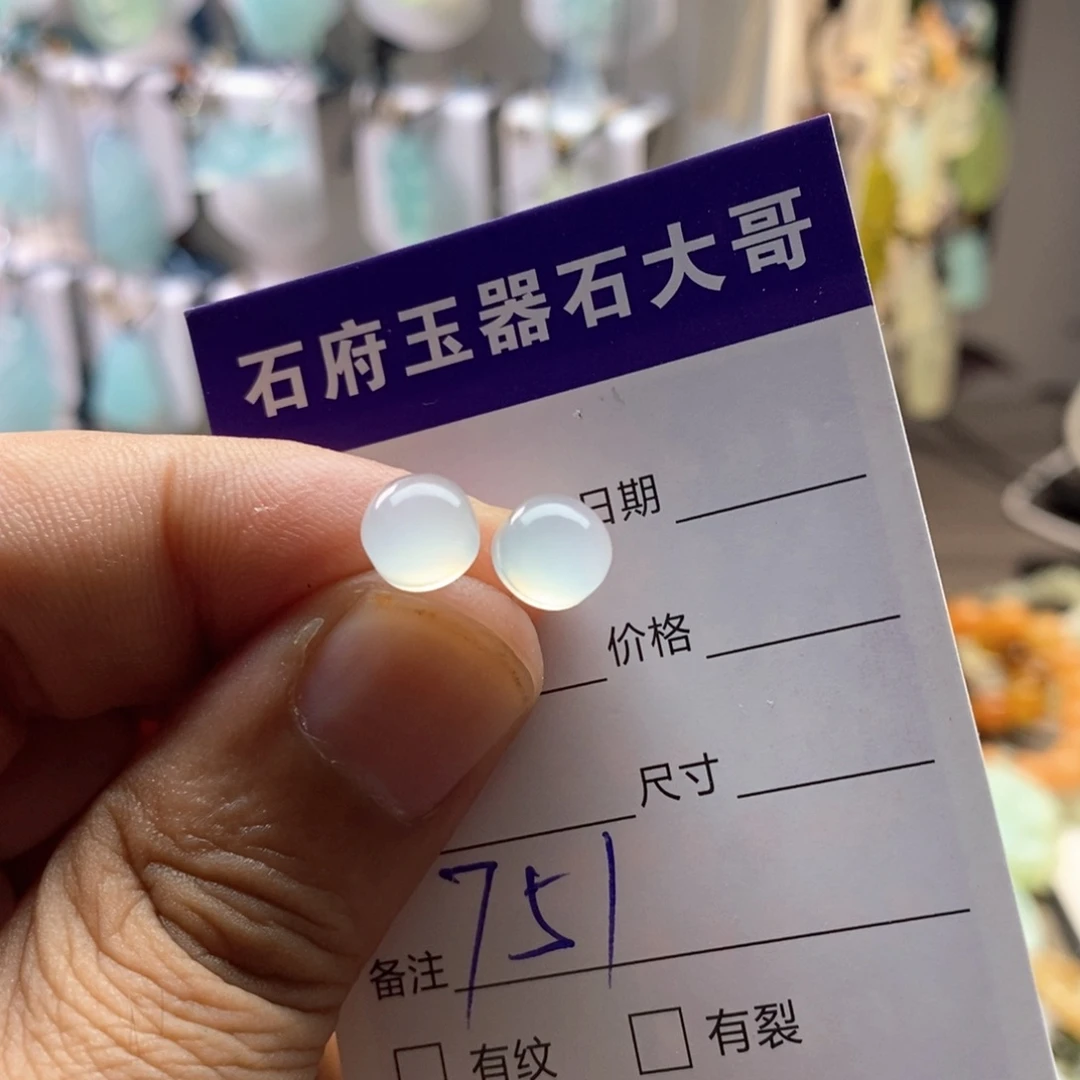 石府玉器石大哥
日期
价格
尺寸
备注 751
有纹 有裂